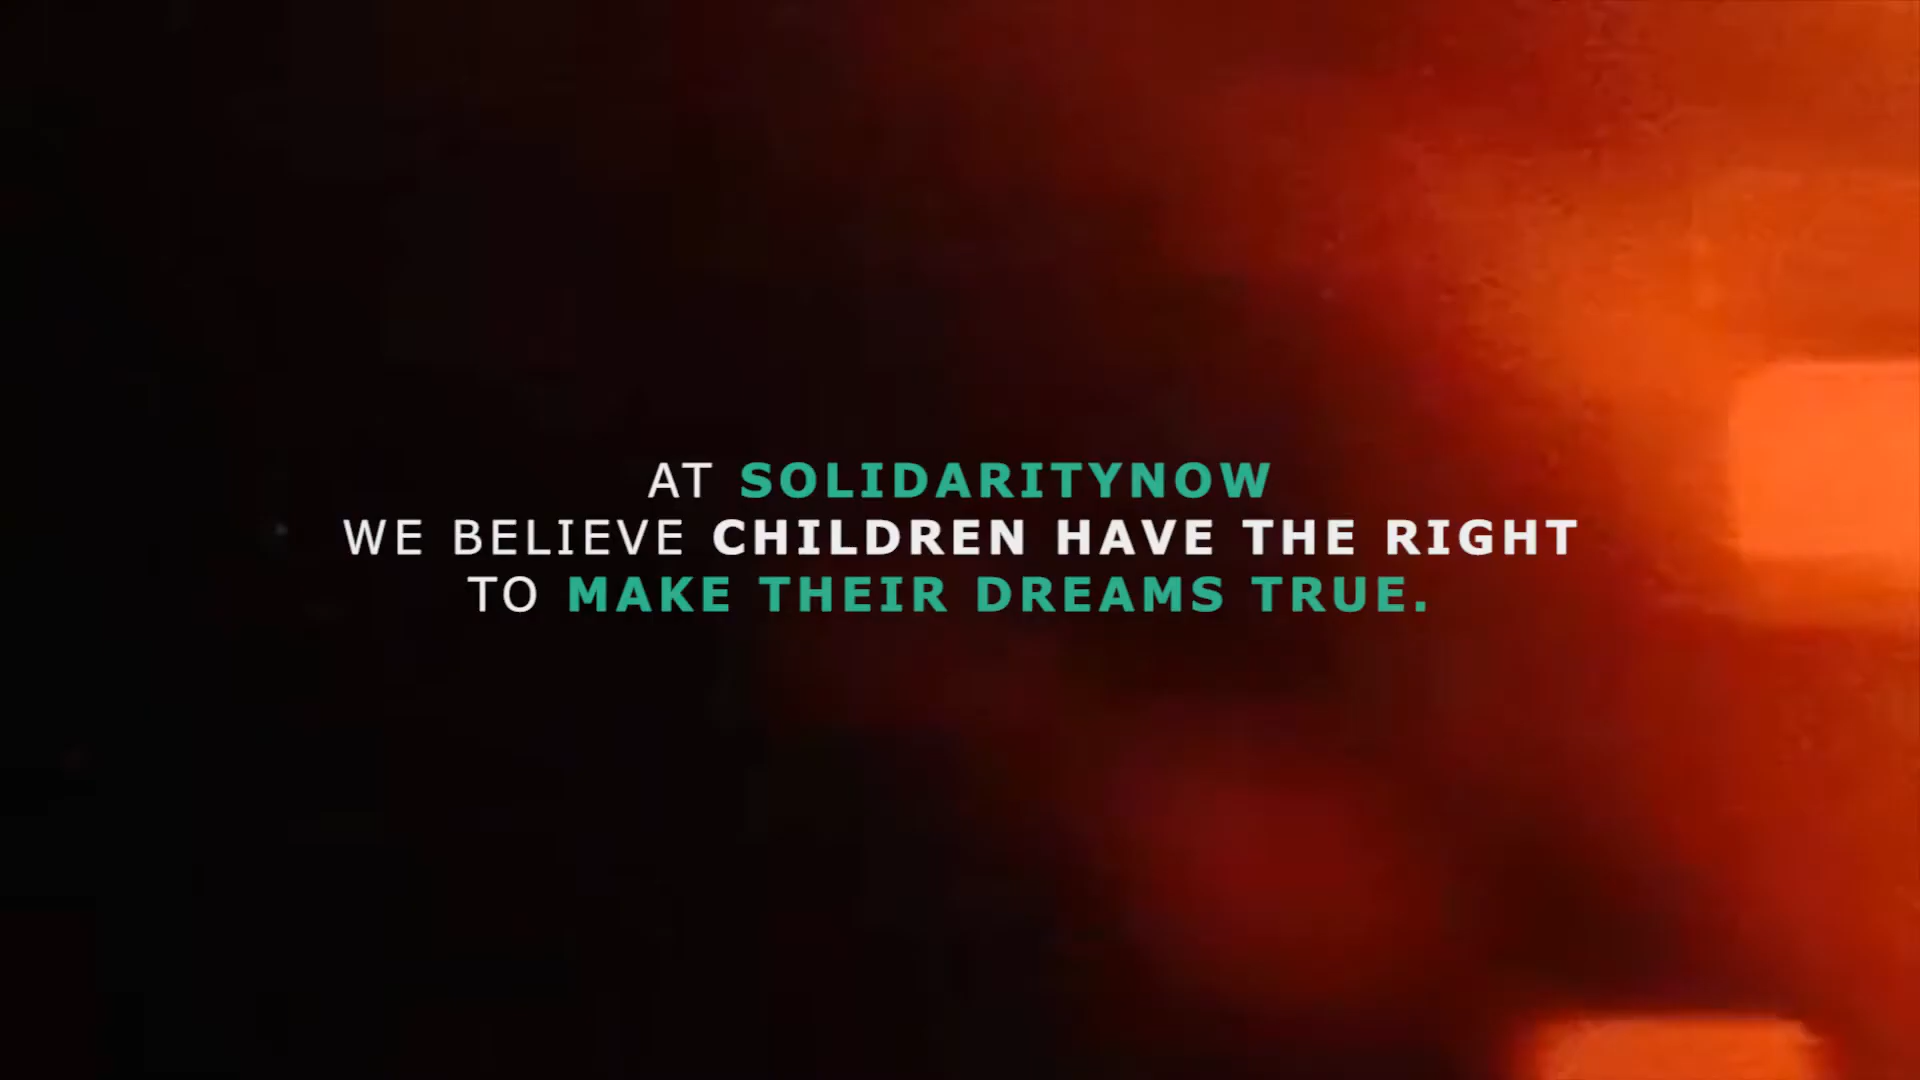 AT SOLIDARITYNOW
WE BELIEVE CHILDREN HAVE THE RIGHT
TO MAKE THEIR DREAMS TRUE.